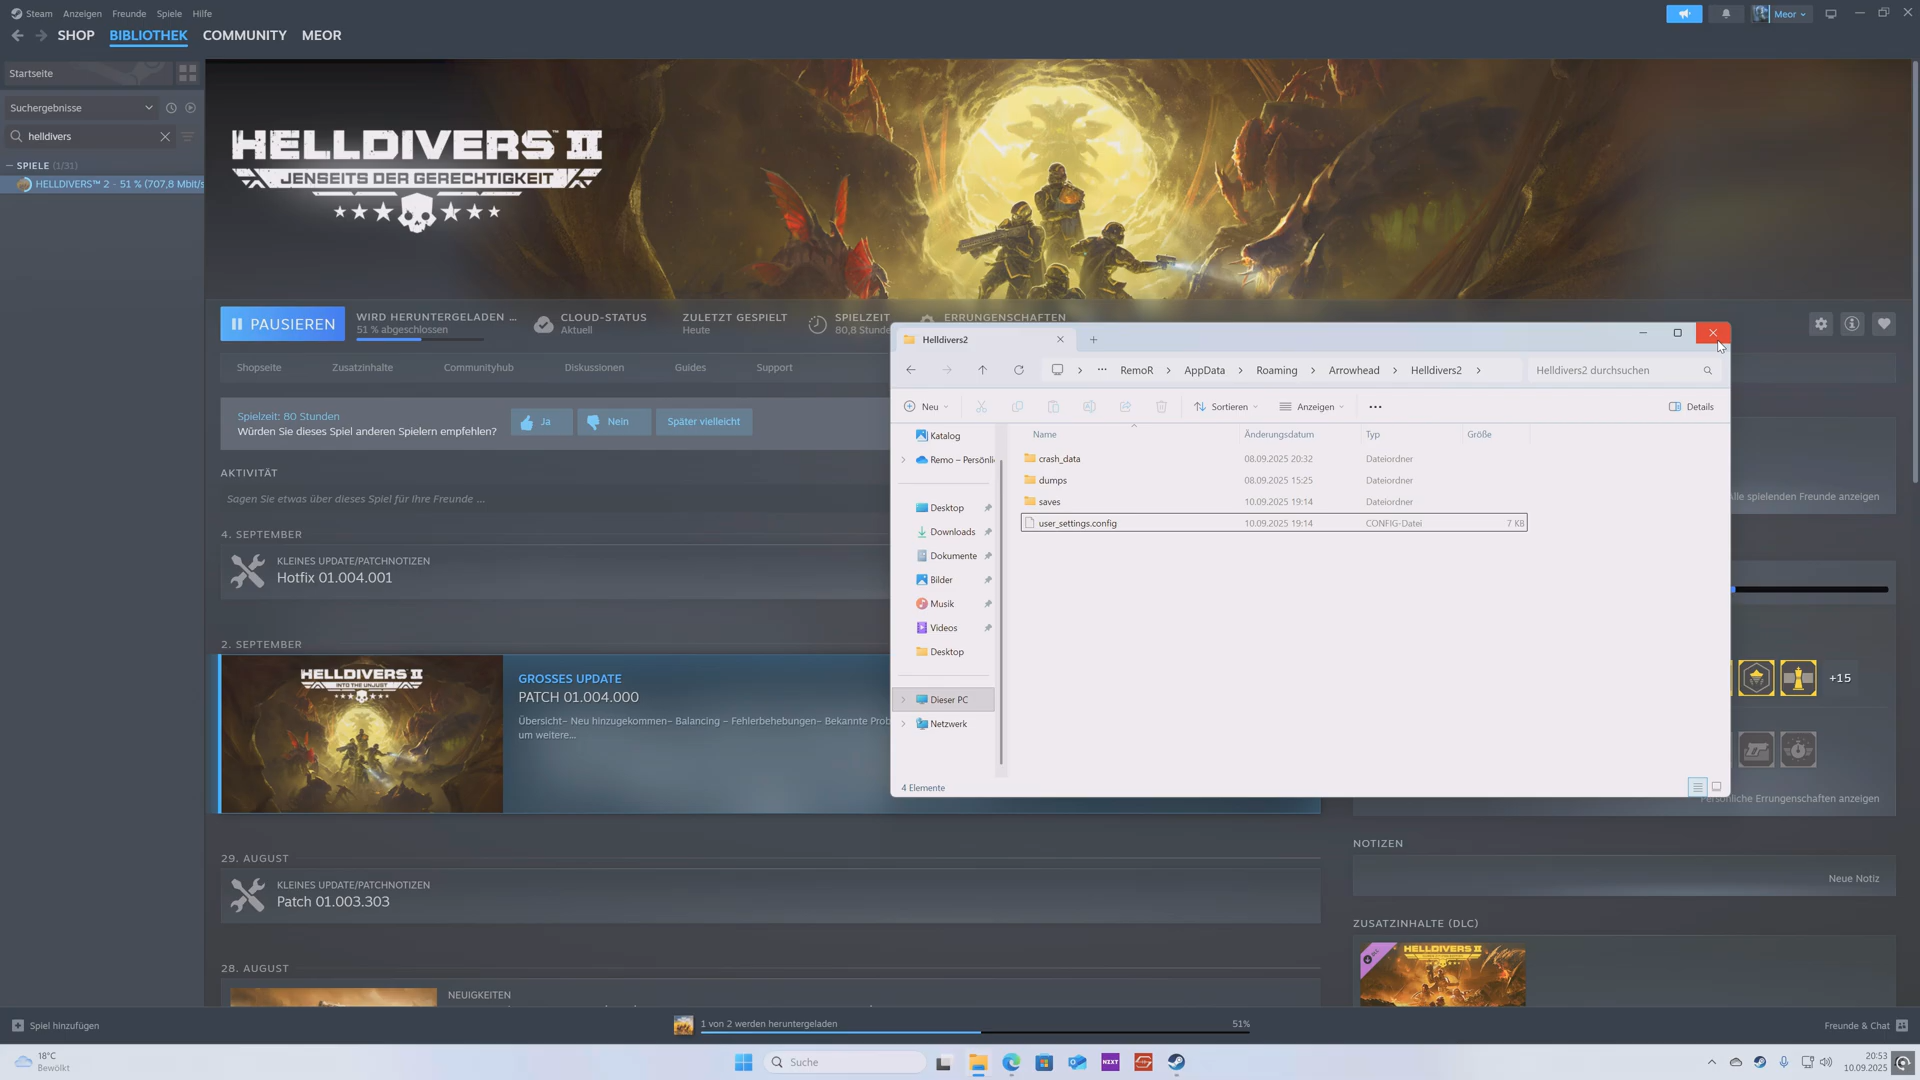 Steam Anzeigen Freunde Spiele Hilfe
Meor
SHOP BIBLIOTHEK COMMUNITY MEOR
Startseite
Suchergebnisse
helldivers
SPIELE (1/31)
HELLDIVERS™ 2 - 51 % (707,8 Mbit/s
HELLDIVERS II
JENSEITS DER GERECHTIGKEIT
PAUSIEREN
WIRD HERUNTERGELADEN ...
51 % abgeschlossen
CLOUD-STATUS
Aktuell
ZULETZT GESPIELT
Heute
SPIELZEIT
80,8 Stunde
ERRUNGENSCHAFTEN
Shopseite Zusatzinhalte Communityhub Diskussionen Guides Support
Spielzeit: 80 Stunden
Würden Sie dieses Spiel anderen Spielern empfehlen?
Ja Nein Später vielleicht
AKTIVITÄT
Sagen Sie etwas über dieses Spiel für Ihre Freunde ...
4. SEPTEMBER
KLEINES UPDATE/PATCHNOTIZEN
Hotfix 01.004.001
2. SEPTEMBER
HELLDIVERS II
INTO THE UNJUST
GROSSES UPDATE
PATCH 01.004.000
Übersicht– Neu hinzugekommen– Balancing – Fehlerbehebungen– Bekannte Prob
um weitere...
29. AUGUST
KLEINES UPDATE/PATCHNOTIZEN
Patch 01.003.303
28. AUGUST
NEUIGKEITEN
Helldivers2
RemoR AppData Roaming Arrowhead Helldivers2
Helldivers2 durchsuchen
Neu Sortieren Anzeigen Details
Katalog
Remo – Persönli
Desktop
Downloads
Dokumente
Bilder
Musik
Videos
Desktop
Dieser PC
Netzwerk
Name Änderungsdatum Typ Größe
crash_data 08.09.2025 20:32 Dateiordner
dumps 08.09.2025 15:25 Dateiordner
saves 10.09.2025 19:14 Dateiordner
user_settings.config 10.09.2025 19:14 CONFIG-Datei 7 KB
4 Elemente
Alle spielenden Freunde anzeigen
+15
Persönliche Errungenschaften anzeigen
NOTIZEN
Neue Notiz
ZUSATZINHALTE (DLC)
HELLDIVERS II
Spiel hinzufügen
1 von 2 werden heruntergeladen
51%
Freunde & Chat
18°C
Bewölkt
Suche
NZXT
20:53
10.09.2025